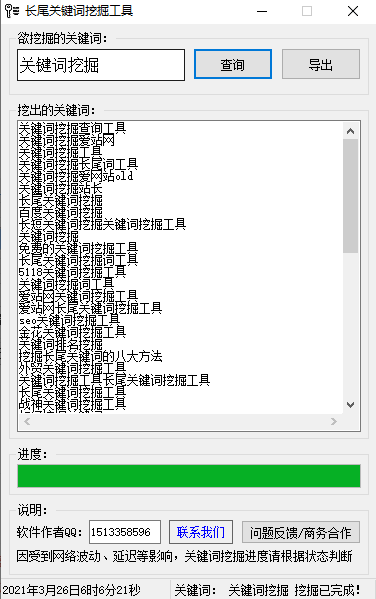 长尾关键词挖掘工具
欲挖掘的关键词:
关键词挖掘
查询
导出
挖出的关键词:
关键词挖掘查询工具
关键词挖掘爱站网
关键词挖掘工具
关键词挖掘长尾词工具
关键词挖掘爱网站old
关键词挖掘站长
长尾关键词挖掘
百度关键词挖掘
长短关键词挖掘关键词挖掘工具
关键词挖掘
免费的关键词挖掘工具
长尾关键词挖掘词工具
5118关键词挖掘工具
关键词挖掘词工具
爱站网关键词挖掘工具
爱站网长尾关键词挖掘工具
seo关键词挖掘工具
金花关键词挖掘工具
关键词排名挖掘
挖掘长尾关键词的八大方法
外贸关键词挖掘工具
关键词挖掘工具长尾关键词挖掘工具
长尾关键词挖掘工具
战神关键词挖掘工具
进度:
说明:
软件作者QQ:
1513358596
联系我们
问题反馈/商务合作
因受到网络波动、延迟等影响，关键词挖掘进度请根据状态判断
2021年3月26日6时6分21秒
关键词: 关键词挖掘 挖掘已完成!